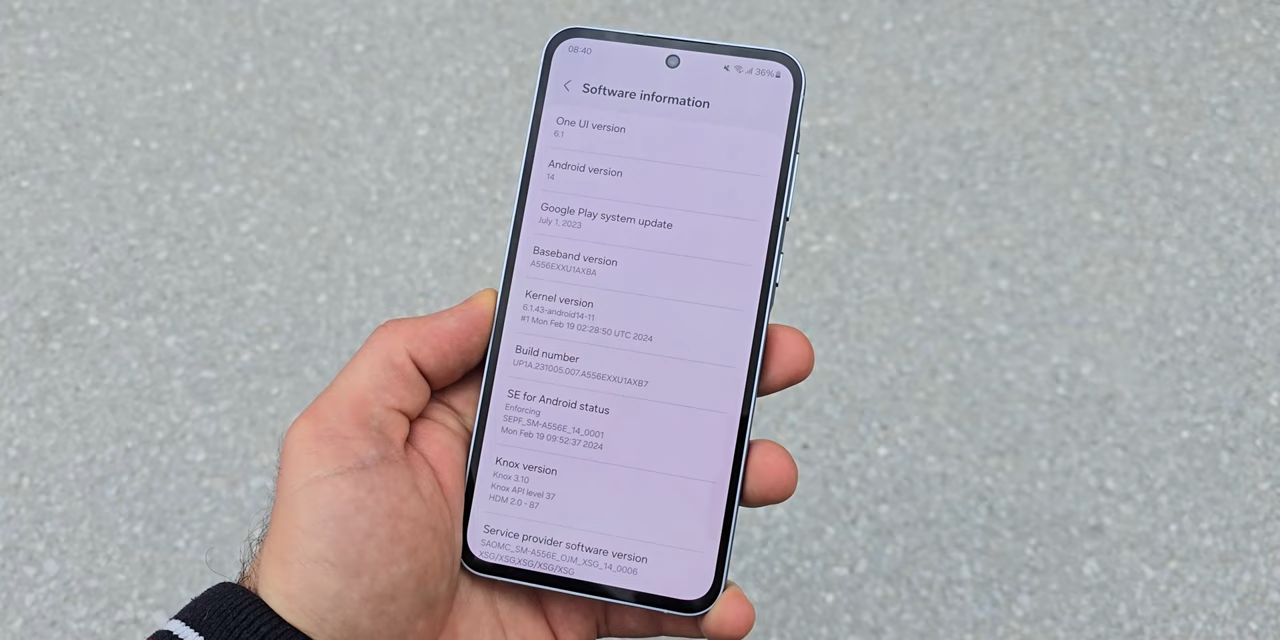 08:40
36%
Software information
One UI version
6.1
Android version
14
Google Play system update
July 1, 2023
Baseband version
A556EXXU1AXBA
Kernel version
6.1.43-android14-11
#1 Mon Feb 19 02:28:50 UTC 2024
Build number
UP1A.231005.007.A556EXXU1AXB7
SE for Android status
Enforcing
SEPF_SM-A556E_14_0001
Mon Feb 19 09:52:37 2024
Knox version
Knox 3.10
Knox API level 37
HDM 2.0 - B7
Service provider software version
SAOMC_SM-A556E_OJM_XSG_14_0006
XSG/XSG,XSG/XSG/XSG